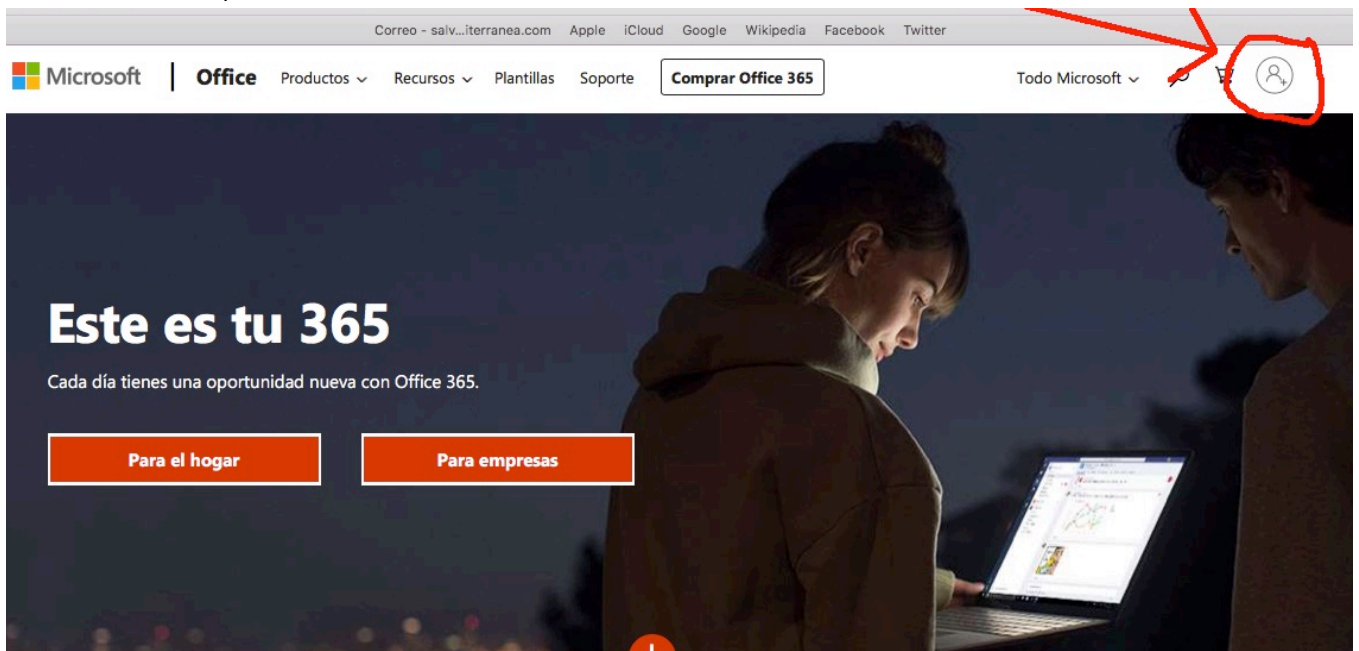 Correo - salv...iterranea.com Apple iCloud Google Wikipedia Facebook Twitter
Microsoft Office Productos Recursos Plantillas Soporte Comprar Office 365 Todo Microsoft
Este es tu 365
Cada día tienes una oportunidad nueva con Office 365.
Para el hogar Para empresas